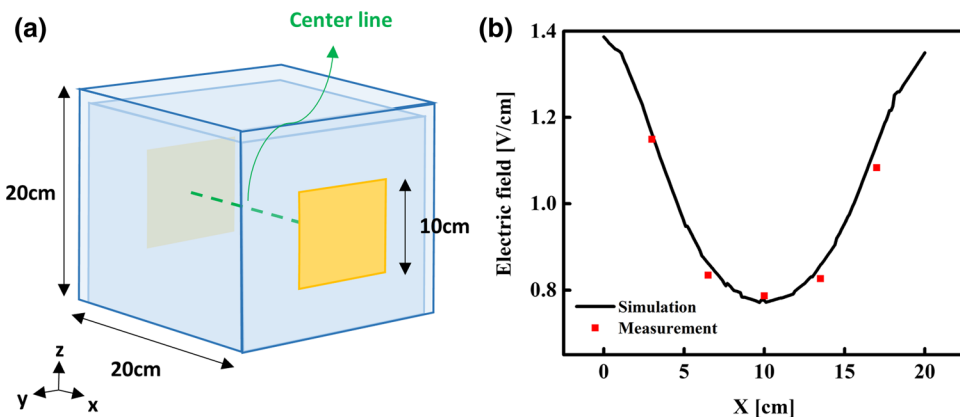 (a)
Center line
20cm
10cm
20cm
z
y
x
(b)
Electric field [V/cm]
1.4
1.2
1.0
0.8
Simulation
Measurement
0
5
10
15
20
X [cm]